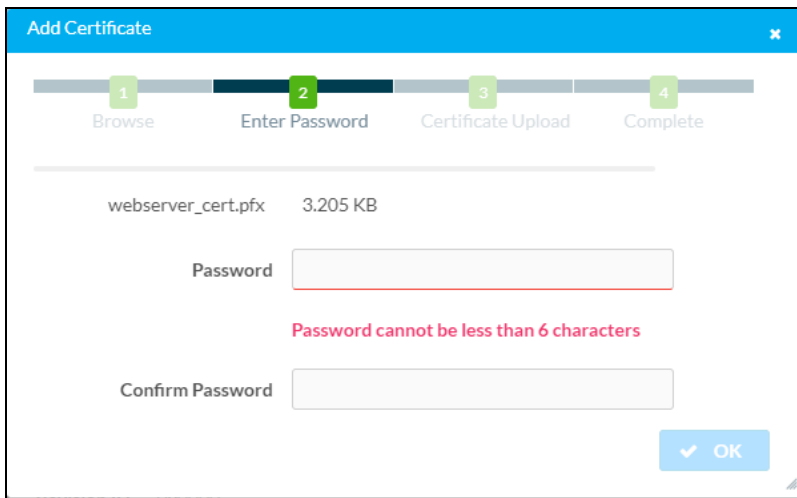 Add Certificate
1 2 3 4
Browse Enter Password Certificate Upload Complete
webserver_cert.pfx 3.205 KB
Password
Password cannot be less than 6 characters
Confirm Password
OK